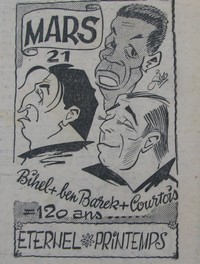 MARS
21
Bihel + ben Barek + Courtois
= 120 ans ......
ETERNEL PRINTEMPS